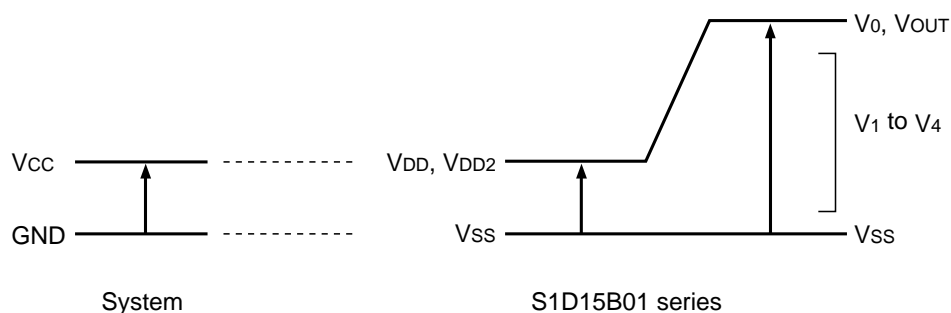 V0, VOUT
V1 to V4
VCC
VDD, VDD2
GND
VSS
VSS
System
S1D15B01 series